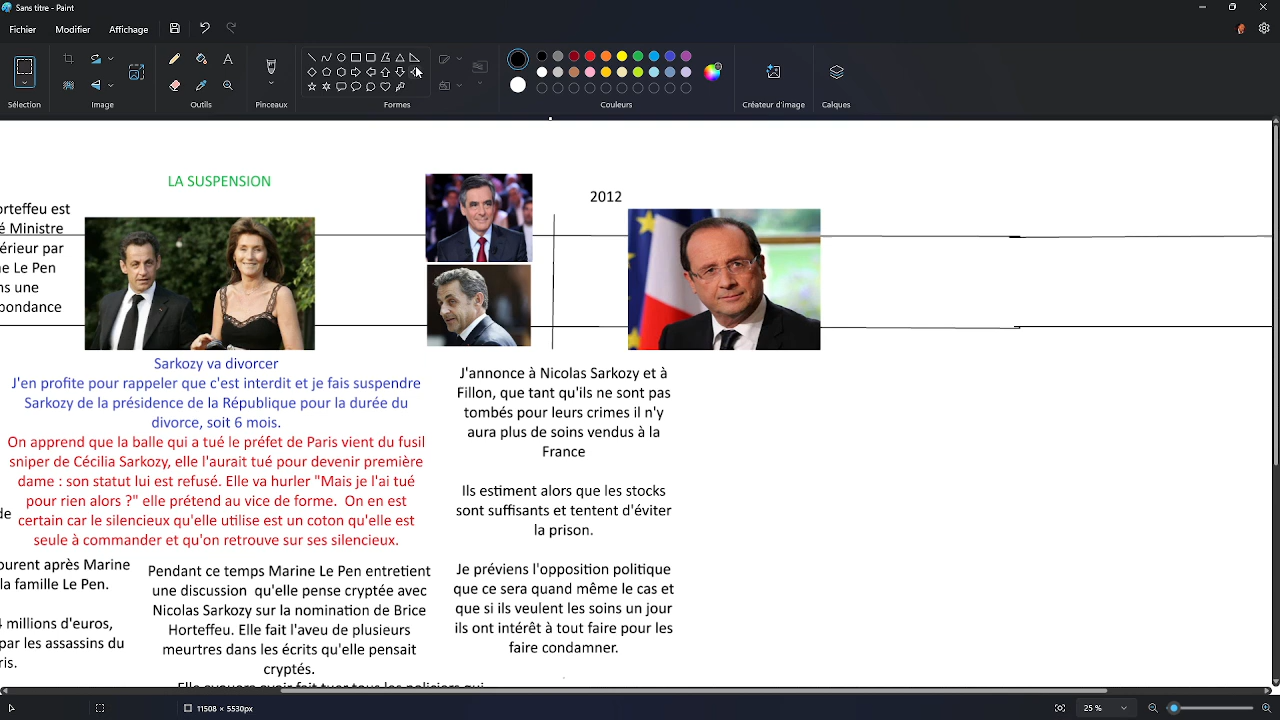 Sans titre - Paint
Fichier Modifier Affichage
Sélection Image Outils Pinceaux Formes Couleurs Créateur d'image Calques
LA SUSPENSION
2012
orteffeu est
é Ministre
érieur par
ne Le Pen
ns une
pondance
Sarkozy va divorcer
J'en profite pour rappeler que c'est interdit et je fais suspendre
Sarkozy de la présidence de la République pour la durée du
divorce, soit 6 mois.
On apprend que la balle qui a tué le préfet de Paris vient du fusil
sniper de Cécilia Sarkozy, elle l'aurait tué pour devenir première
dame : son statut lui est refusé. Elle va hurler "Mais je l'ai tué
pour rien alors ?" elle prétend au vice de forme. On en est
certain car le silencieux qu'elle utilise est un coton qu'elle est
seule à commander et qu'on retrouve sur ses silencieux.
de
ourent après Marine
la famille Le Pen.
4 millions d'euros,
par les assassins du
ris.
Pendant ce temps Marine Le Pen entretient
une discussion qu'elle pense cryptée avec
Nicolas Sarkozy sur la nomination de Brice
Horteffeu. Elle fait l'aveu de plusieurs
meurtres dans les écrits qu'elle pensait
cryptés.
Elle avouera avoir fait tuer tous les policiers qui
J'annonce à Nicolas Sarkozy et à
Fillon, que tant qu'ils ne sont pas
tombés pour leurs crimes il n'y
aura plus de soins vendus à la
France
Ils estiment alors que les stocks
sont suffisants et tentent d'éviter
la prison.
Je préviens l'opposition politique
que ce sera quand même le cas et
que si ils veulent les soins un jour
ils ont intérêt à tout faire pour les
faire condamner.
11508 × 5530px
25 %